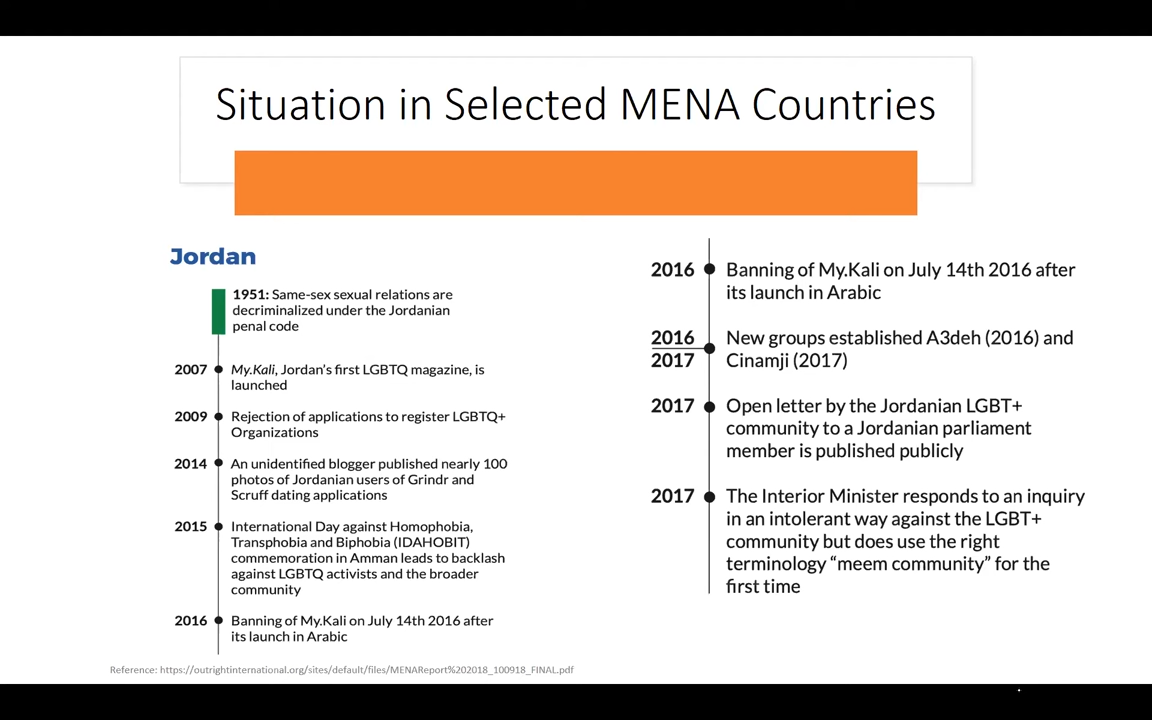 Situation in Selected MENA Countries
Jordan
1951: Same-sex sexual relations are
decriminalized under the Jordanian
penal code
2007 My.Kali, Jordan's first LGBTQ magazine, is
launched
2009 Rejection of applications to register LGBTQ+
Organizations
2014 An unidentified blogger published nearly 100
photos of Jordanian users of Grindr and
Scruff dating applications
2015 International Day against Homophobia,
Transphobia and Biphobia (IDAHOBIT)
commemoration in Amman leads to backlash
against LGBTQ activists and the broader
community
2016 Banning of My.Kali on July 14th 2016 after
its launch in Arabic
2016 Banning of My.Kali on July 14th 2016 after
its launch in Arabic
2016 New groups established A3deh (2016) and
2017 Cinamji (2017)
2017 Open letter by the Jordanian LGBT+
community to a Jordanian parliament
member is published publicly
2017 The Interior Minister responds to an inquiry
in an intolerant way against the LGBT+
community but does use the right
terminology “meem community” for the
first time
Reference: https://outrightinternational.org/sites/default/files/MENAReport%202018_100918_FINAL.pdf